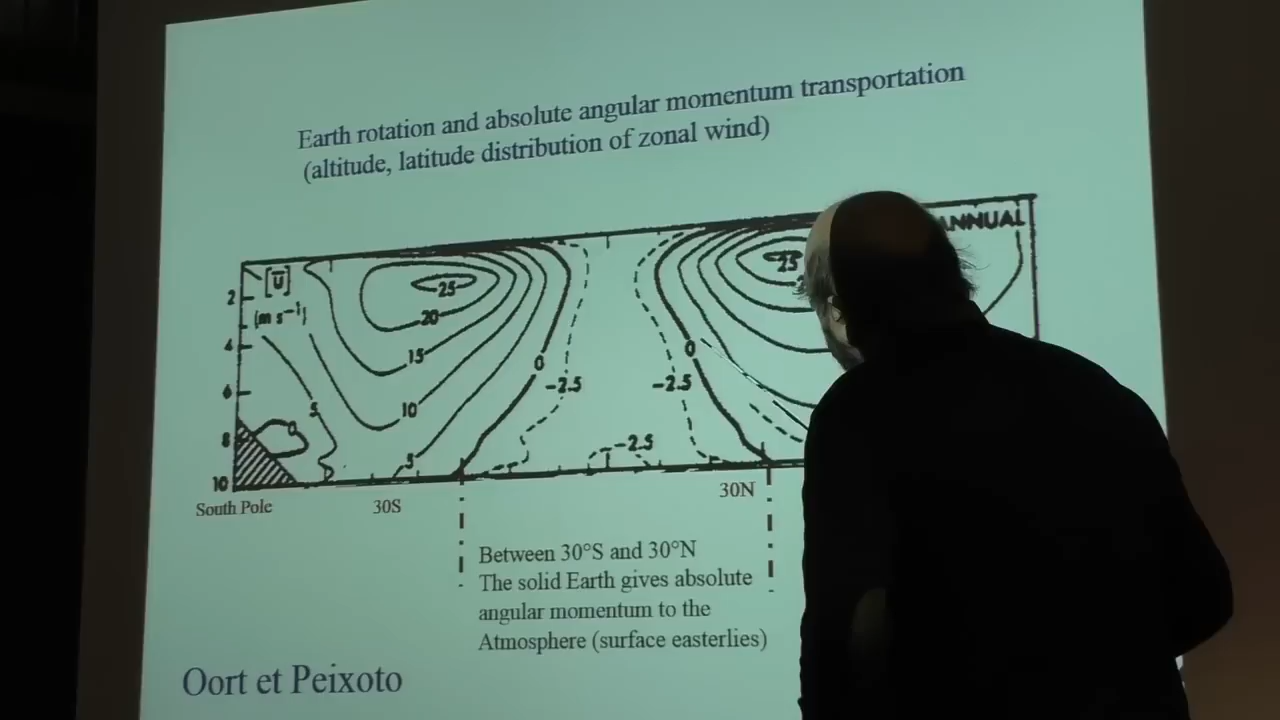 Earth rotation and absolute angular momentum transportation
(altitude, latitude distribution of zonal wind)
ANNUAL
[u]
(m s⁻¹)
2
4
6
8
10
25
20
15
10
5
5
0
0
-2.5
-2.5
-2.5
0
25
South Pole
30S
30N
Between 30°S and 30°N
The solid Earth gives absolute
angular momentum to the
Atmosphere (surface easterlies)
Oort et Peixoto